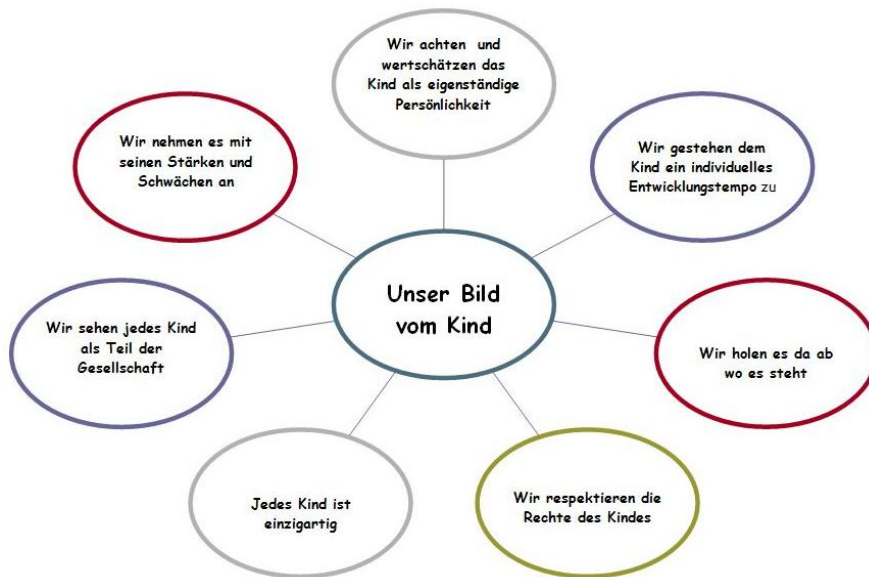 Wir achten und
wertschätzen das
Kind als eigenständige
Persönlichkeit
Wir nehmen es mit
seinen Stärken und
Schwächen an
Wir gestehen dem
Kind ein individuelles
Entwicklungstempo zu
Unser Bild
vom Kind
Wir sehen jedes Kind
als Teil der
Gesellschaft
Wir holen es da ab
wo es steht
Jedes Kind ist
einzigartig
Wir respektieren die
Rechte des Kindes